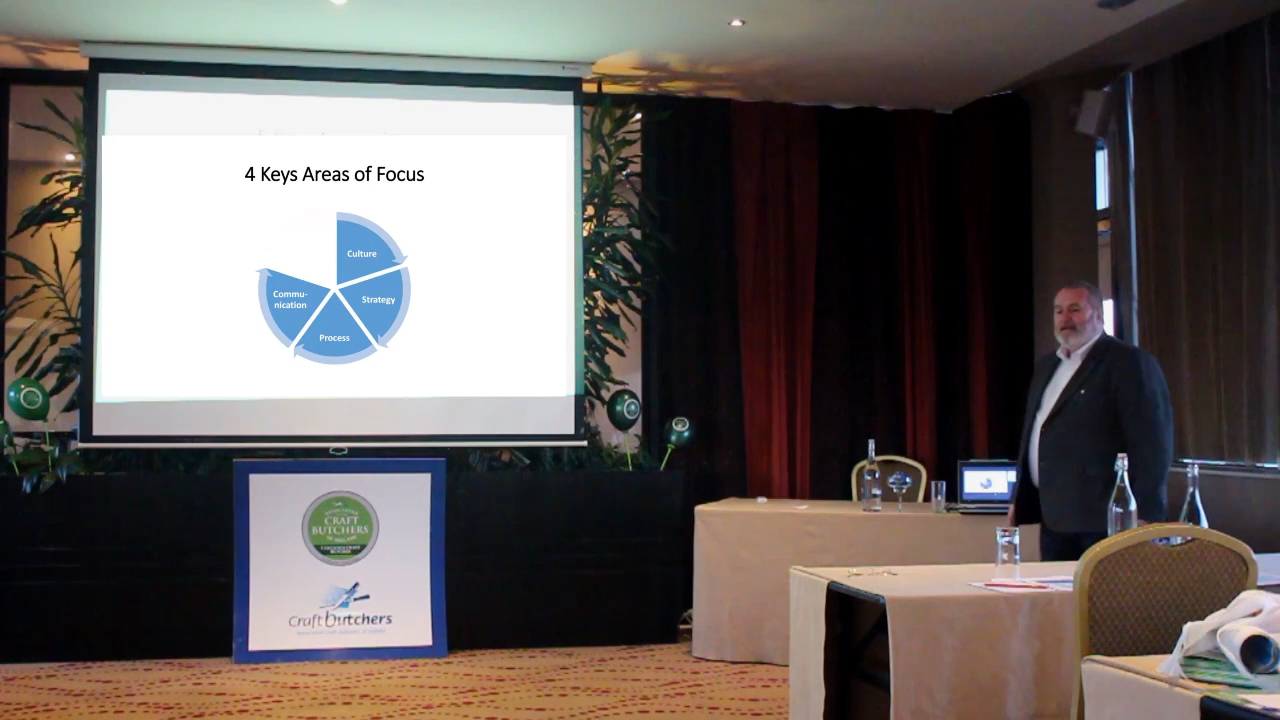 4 Keys Areas of Focus
Culture
Strategy
Process
Commu-
nication
CRAFT
BUTCHERS
Craft butchers